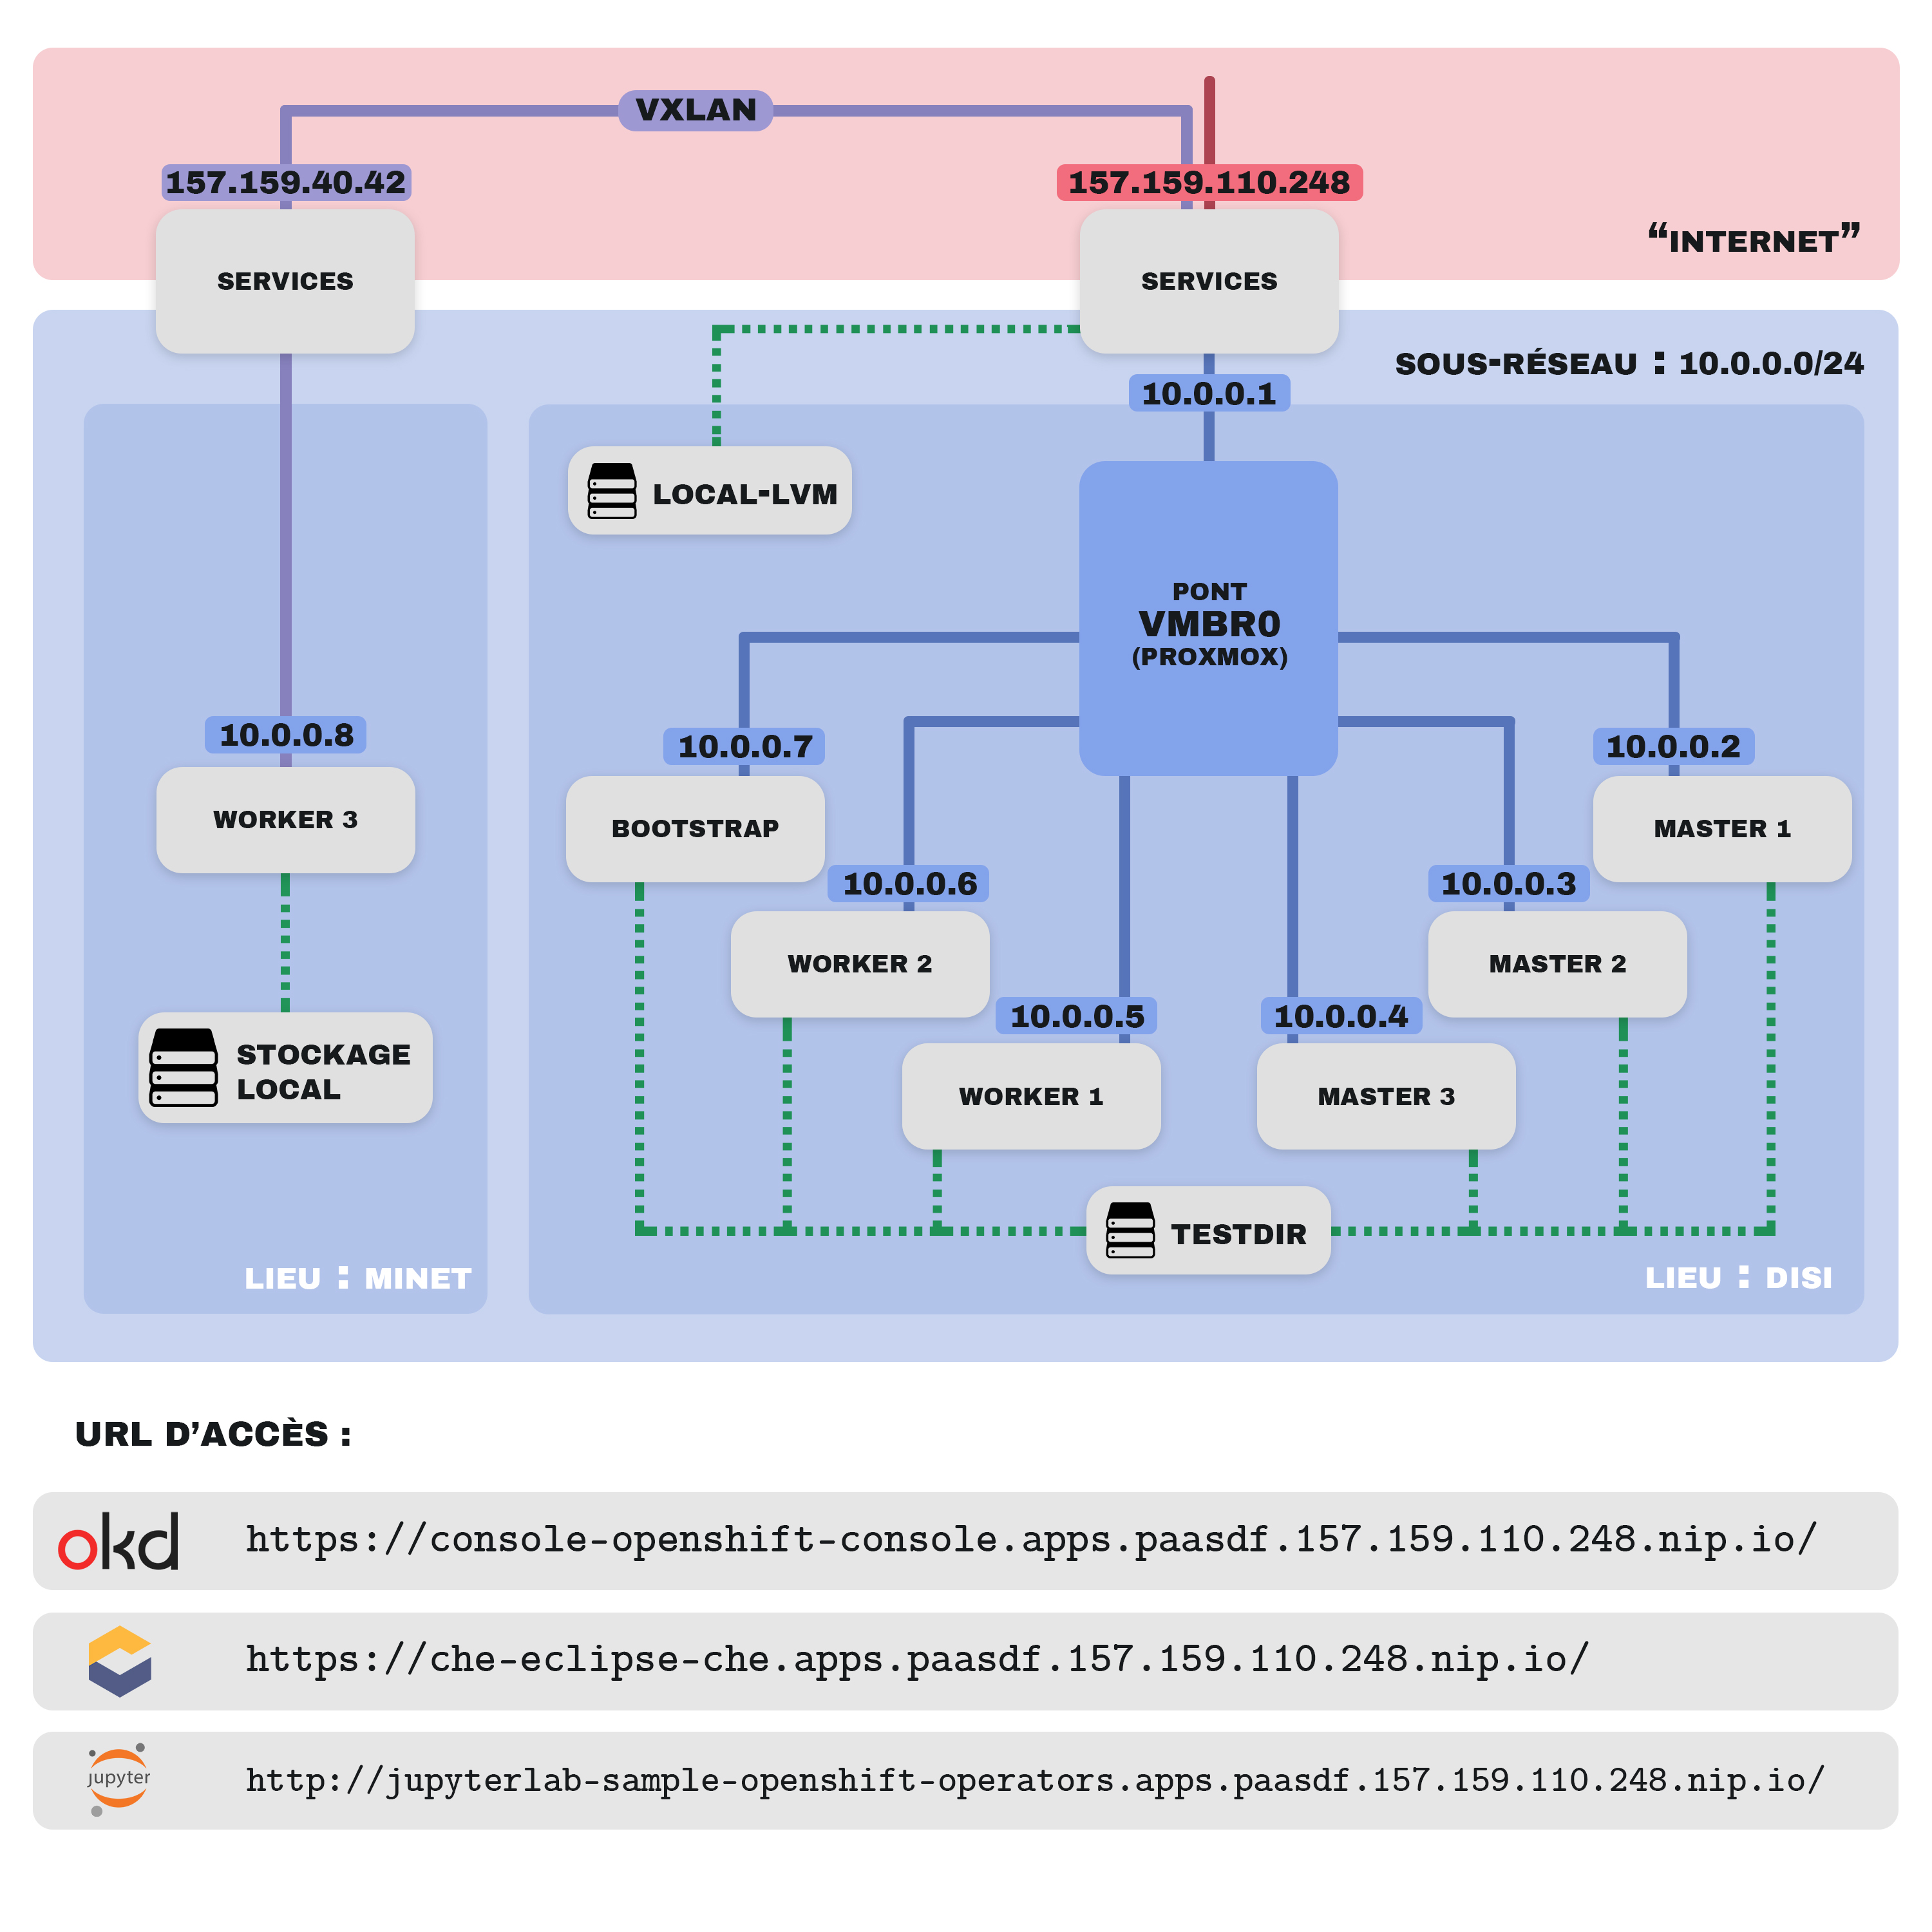 VXLAN
157.159.40.42
157.159.110.248
“INTERNET”
SERVICES
SERVICES
SOUS-RÉSEAU : 10.0.0.0/24
10.0.0.1
LOCAL-LVM
PONT
VMBR0
(PROXMOX)
10.0.0.8
10.0.0.7
10.0.0.2
WORKER 3
BOOTSTRAP
MASTER 1
10.0.0.6
10.0.0.3
WORKER 2
MASTER 2
10.0.0.5
10.0.0.4
STOCKAGE
LOCAL
WORKER 1
MASTER 3
TESTDIR
LIEU : MINET
LIEU : DISI
URL D’ACCÈS :
okd
https://console-openshift-console.apps.paasdf.157.159.110.248.nip.io/
https://che-eclipse-che.apps.paasdf.157.159.110.248.nip.io/
jupyter
http://jupyterlab-sample-openshift-operators.apps.paasdf.157.159.110.248.nip.io/